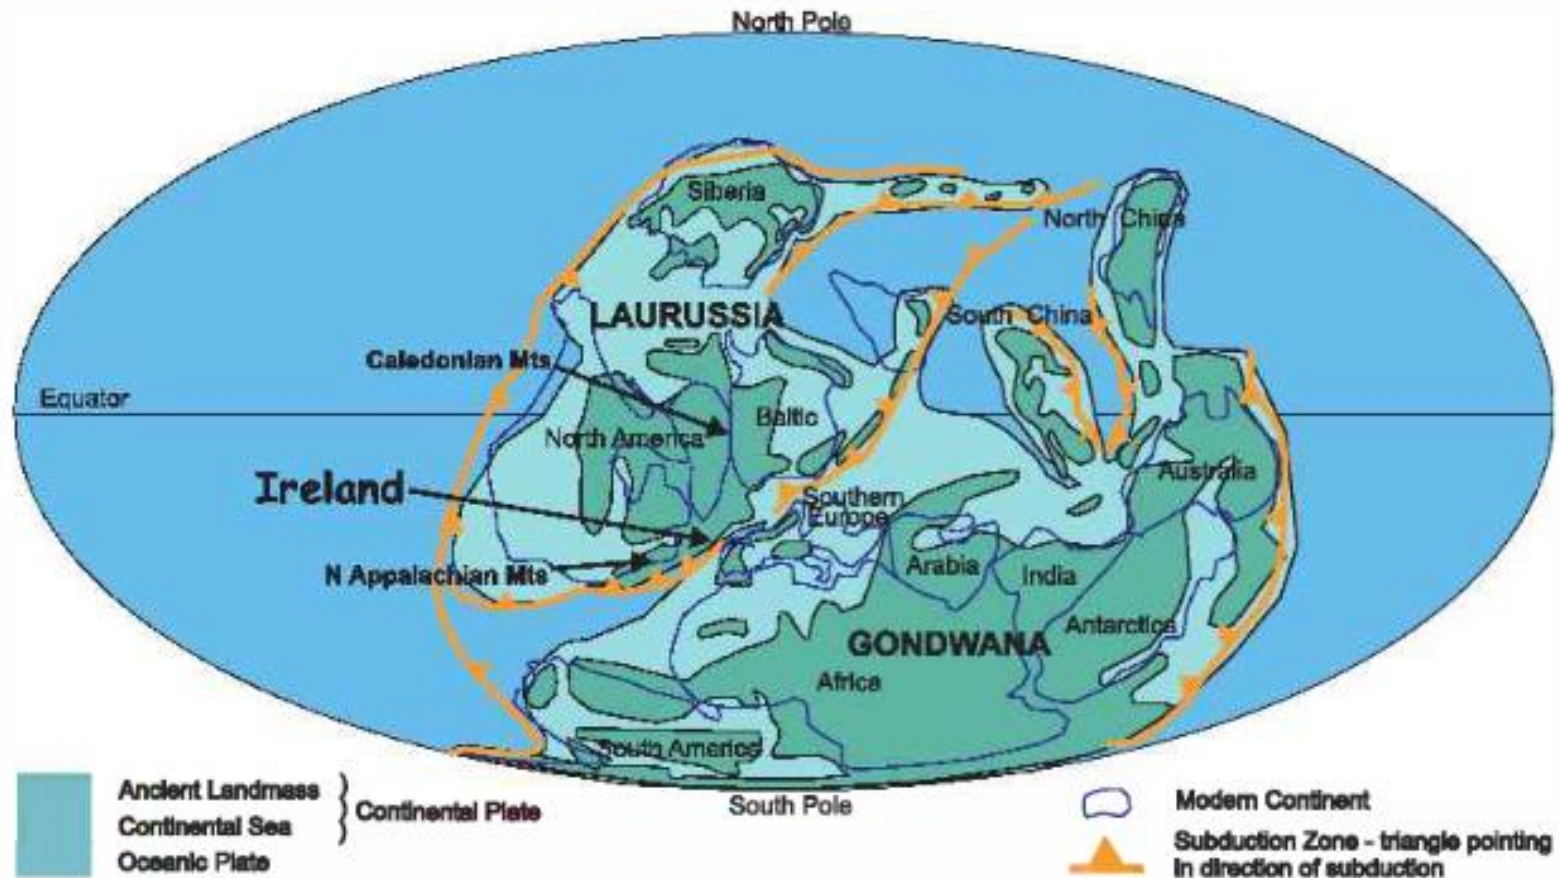 North Pole
Siberia
North China
LAURUSSIA
South China
Caledonian Mts
Equator
Baltic
North America
Australia
Ireland
Southern
Europe
Arabia
India
N Appalachian Mts
Antarctica
GONDWANA
Africa
South America
South Pole
Ancient Landmass
Continental Sea
Continental Plate
Oceanic Plate
Modern Continent
Subduction Zone - triangle pointing
in direction of subduction